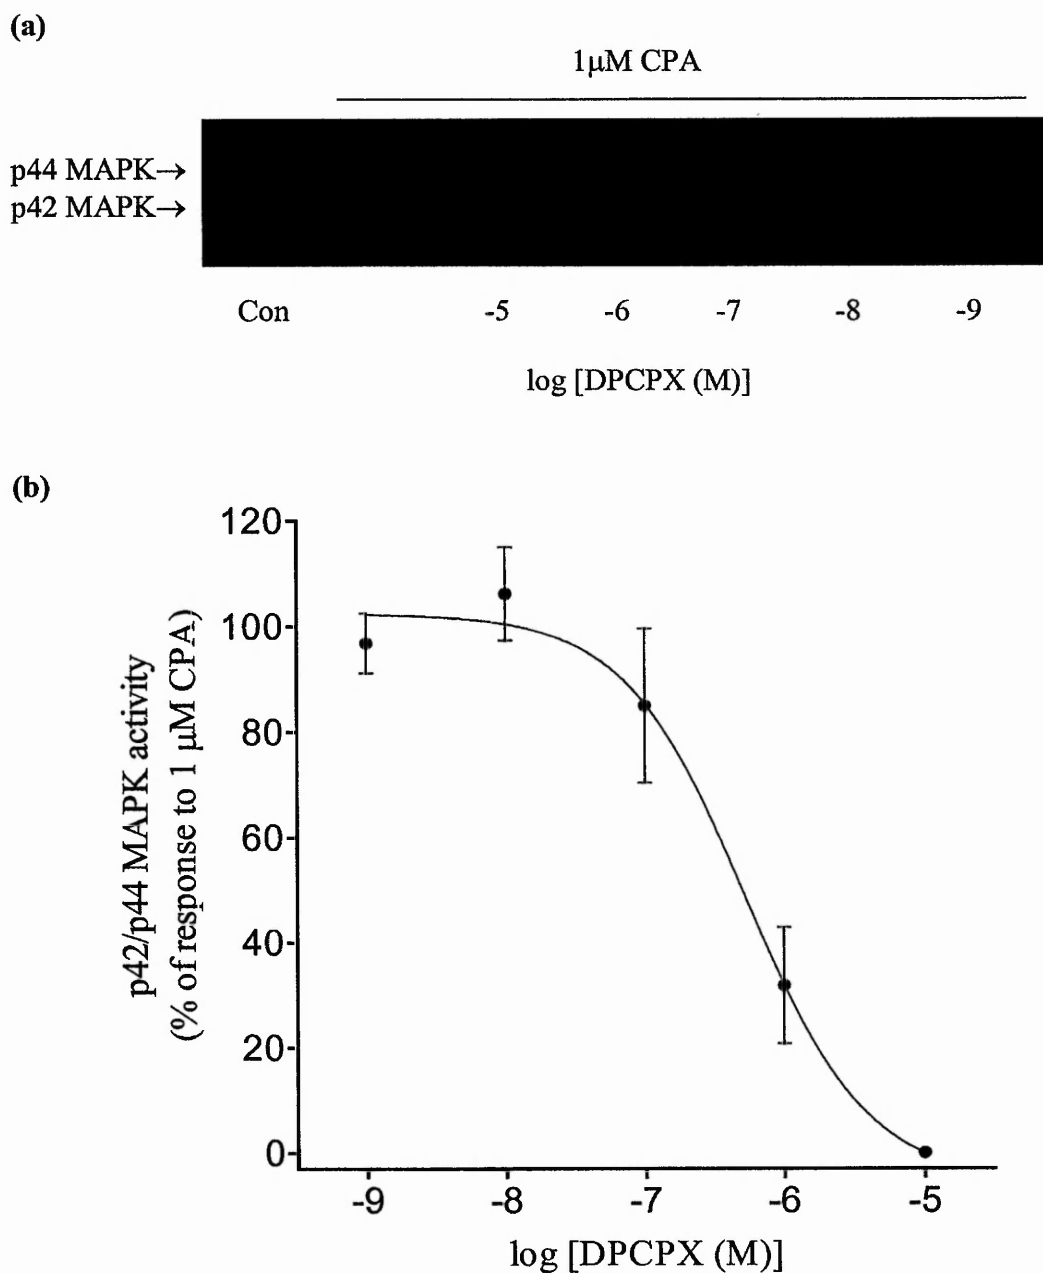 (a)
1μM CPA
p44 MAPK→
p42 MAPK→
Con -5 -6 -7 -8 -9
log [DPCPX (M)]
(b)
p42/p44 MAPK activity
(% of response to 1 μM CPA)
120
100
80
60
40
20
0
-9 -8 -7 -6 -5
log [DPCPX (M)]